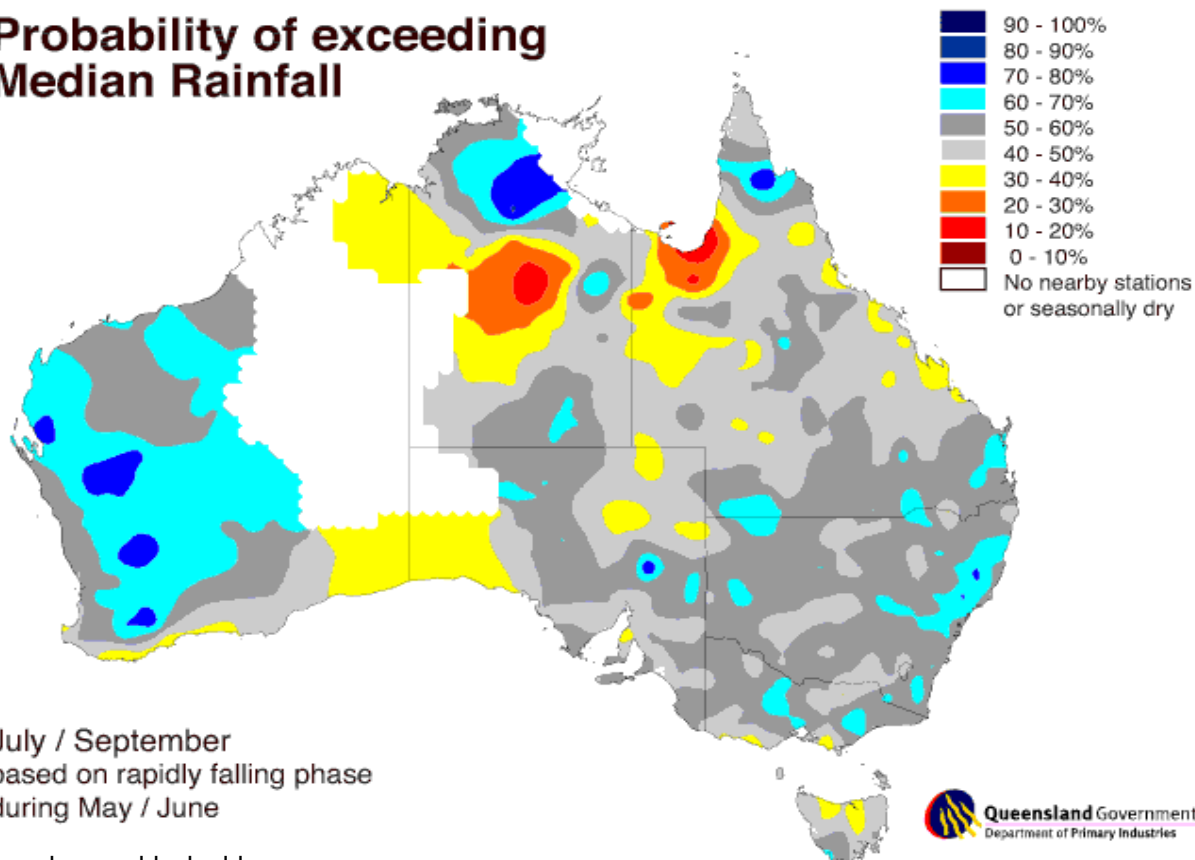 Probability of exceeding
Median Rainfall
90 - 100%
80 - 90%
70 - 80%
60 - 70%
50 - 60%
40 - 50%
30 - 40%
20 - 30%
10 - 20%
0 - 10%
No nearby stations
or seasonally dry
July / September
based on rapidly falling phase
during May / June
Queensland Government
Department of Primary Industries